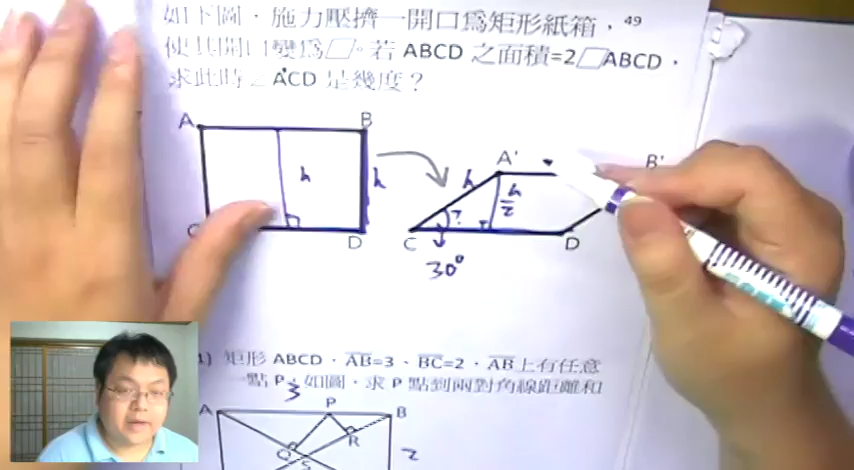 如下圖，施力壓擠一開口為矩形紙箱， 49
使其開口變為▱。若 ABCD 之面積=2▱ABCD，
求此時∠ACD 是幾度？
A B
h h
D
A' B'
h h/2
?
C D
30°
1) 矩形 ABCD，AB=3、BC=2，AB上有任意
一點 P，如圖，求 P 點到兩對角線距離和
3
A P B
Q R
S 2